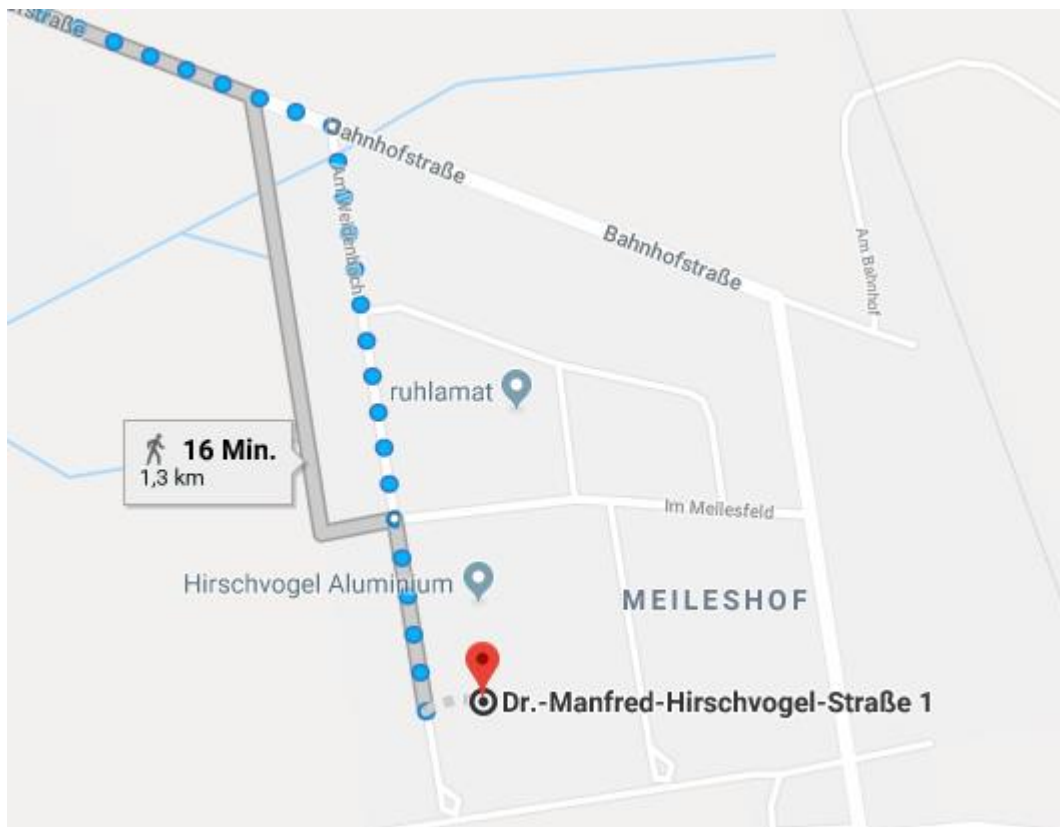 erstraße
Bahnhofstraße
Am Weidenbach
Bahnhofstraße
Am Bahnhof
ruhlamat
16 Min.
1,3 km
Im Meilesfeld
Hirschvogel Aluminium
MEILESHOF
Dr.-Manfred-Hirschvogel-Straße 1